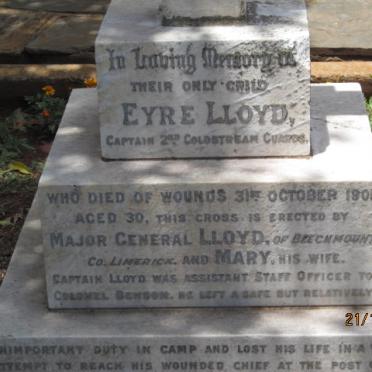 In Loving Memory of
THEIR ONLY CHILD
EYRE LLOYD,
CAPTAIN 2ND COLDSTREAM GUARDS.
WHO DIED OF WOUNDS 31ST OCTOBER 1901
AGED 30, THIS CROSS IS ERECTED BY
MAJOR GENERAL LLOYD, OF BEECHMOUNT
CO. LIMERICK, AND MARY, HIS WIFE.
CAPTAIN LLOYD WAS ASSISTANT STAFF OFFICER TO
COLONEL BENSON. HE LEFT A SAFE BUT RELATIVELY
UNIMPORTANT DUTY IN CAMP AND LOST HIS LIFE IN A
ATTEMPT TO REACH HIS WOUNDED CHIEF AT THE POST O
21/